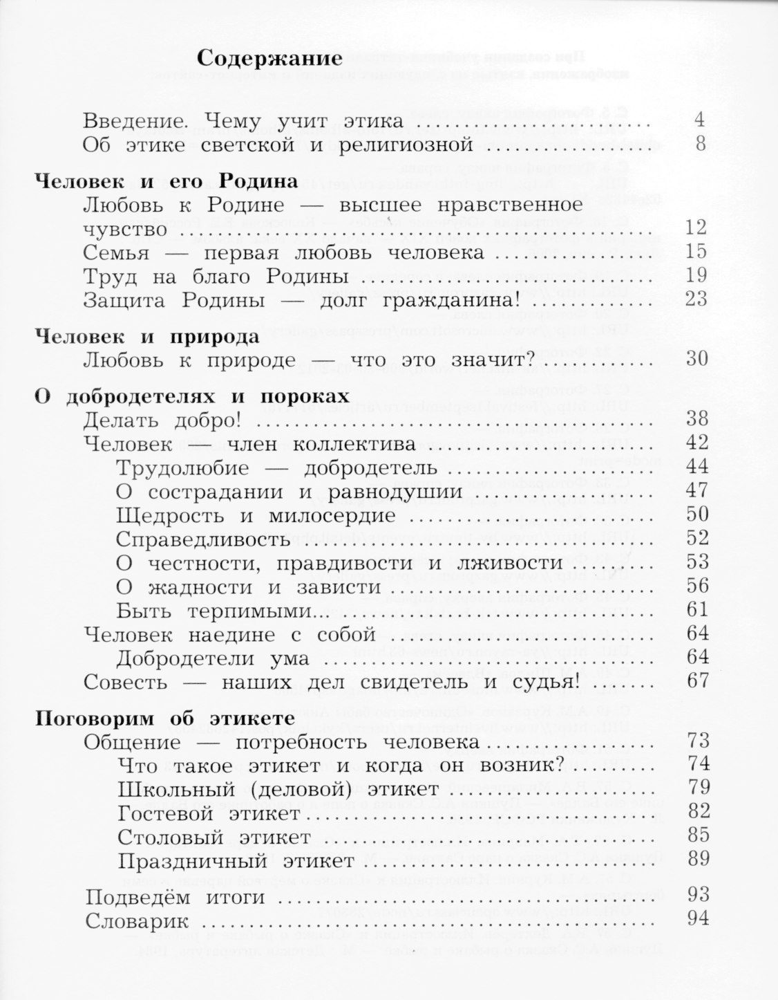 Содержание
Введение. Чему учит этика ........................ 4
Об этике светской и религиозной ................ 8
Человек и его Родина
Любовь к Родине — высшее нравственное
чувство ............................................. 12
Семья — первая любовь человека ............... 15
Труд на благо Родины ............................ 19
Защита Родины — долг гражданина! ............ 23
Человек и природа
Любовь к природе — что это значит? ........... 30
О добродетелях и пороках
Делать добро! ...................................... 38
Человек — член коллектива ...................... 42
Трудолюбие — добродетель .................... 44
О сострадании и равнодушии ................. 47
Щедрость и милосердие ........................ 50
Справедливость ................................... 52
О честности, правдивости и лживости ........ 53
О жадности и зависти .......................... 56
Быть терпимыми... ............................... 61
Человек наедине с собой .......................... 64
Добродетели ума ................................ 64
Совесть — наших дел свидетель и судья! ...... 67
Поговорим об этикете
Общение — потребность человека ................ 73
Что такое этикет и когда он возник? ......... 74
Школьный (деловой) этикет .................... 79
Гостевой этикет .................................. 82
Столовый этикет ................................ 85
Праздничный этикет ............................ 89
Подведём итоги .................................... 93
Словарик ........................................... 94